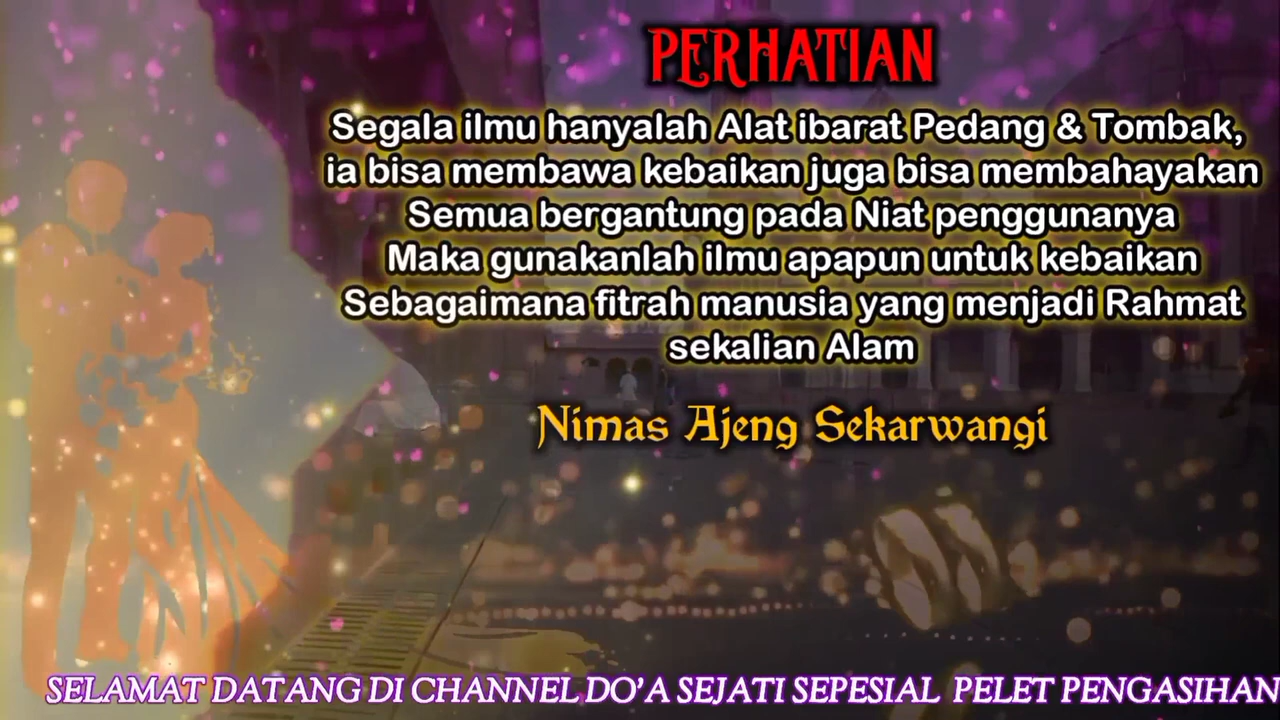 PERHATIAN
Segala ilmu hanyalah Alat ibarat Pedang & Tombak,
ia bisa membawa kebaikan juga bisa membahayakan
Semua bergantung pada Niat penggunanya
Maka gunakanlah ilmu apapun untuk kebaikan
Sebagaimana fitrah manusia yang menjadi Rahmat
sekalian Alam
Nimas Ajeng Sekarwangi
SELAMAT DATANG DI CHANNEL DO'A SEJATI SEPESIAL PELET PENGASIHAN